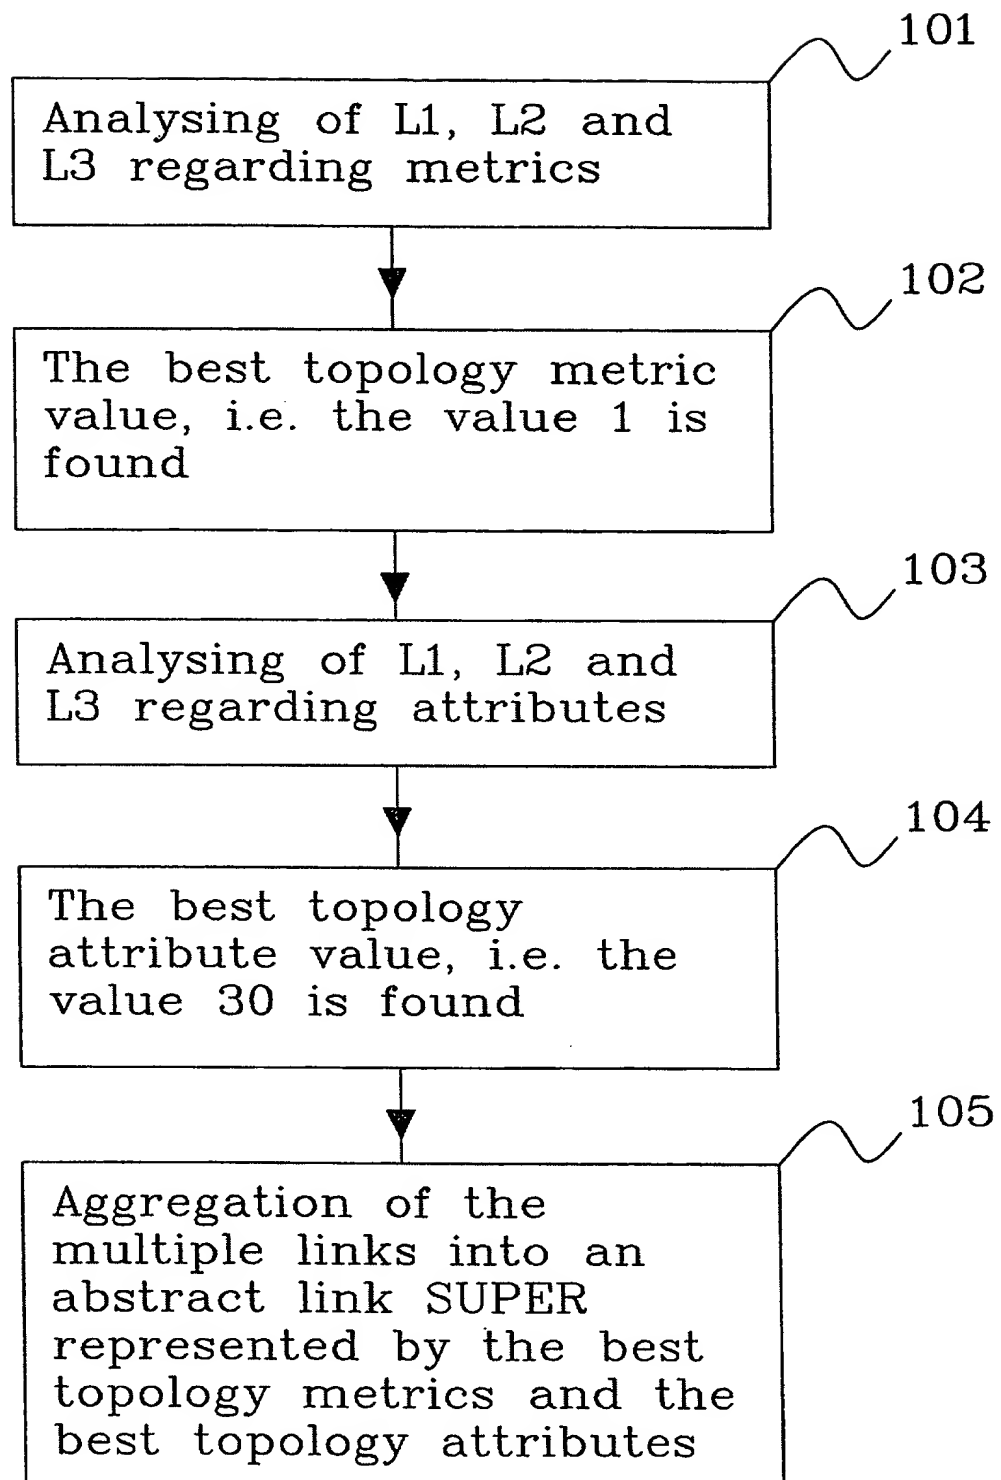 101
Analysing of L1, L2 and
L3 regarding metrics
102
The best topology metric
value, i.e. the value 1 is
found
103
Analysing of L1, L2 and
L3 regarding attributes
104
The best topology
attribute value, i.e. the
value 30 is found
105
Aggregation of the
multiple links into an
abstract link SUPER
represented by the best
topology metrics and the
best topology attributes